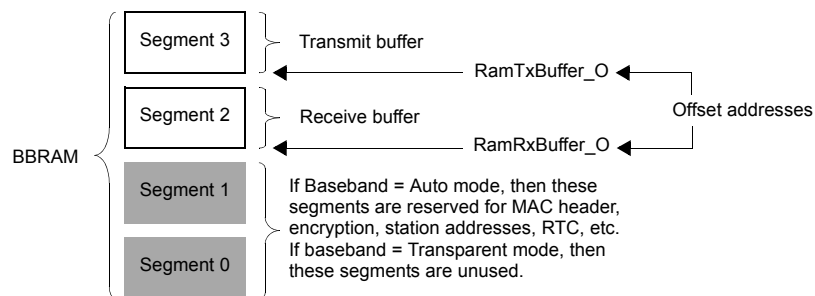 Segment 3
Transmit buffer
RamTxBuffer_O
Segment 2
Receive buffer
Offset addresses
RamRxBuffer_O
BBRAM
Segment 1
Segment 0
If Baseband = Auto mode, then these
segments are reserved for MAC header,
encryption, station addresses, RTC, etc.
If baseband = Transparent mode, then
these segments are unused.